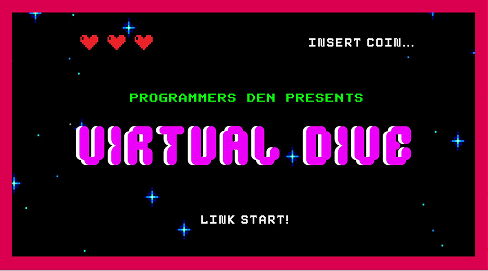 INSERT COIN...
PROGRAMMERS DEN PRESENTS
VIRTUAL DIVE
LINK START!